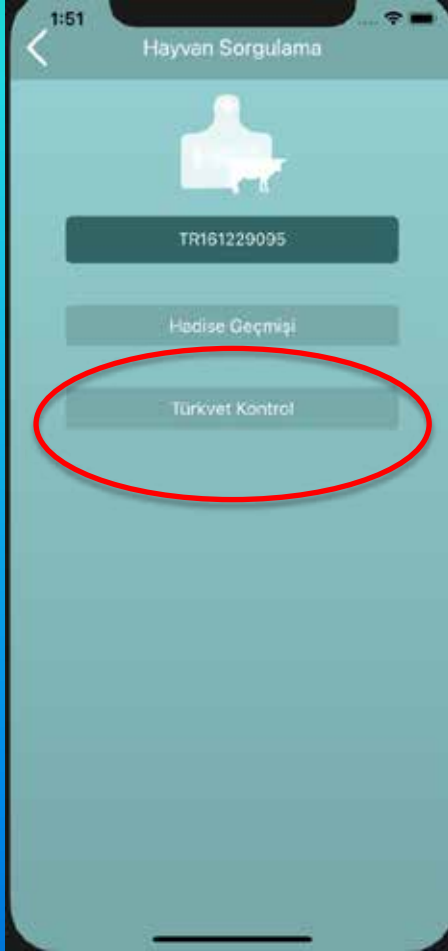 1:51
Hayvan Sorgulama
TR161229095
Hadise Geçmişi
Türkvet Kontrol